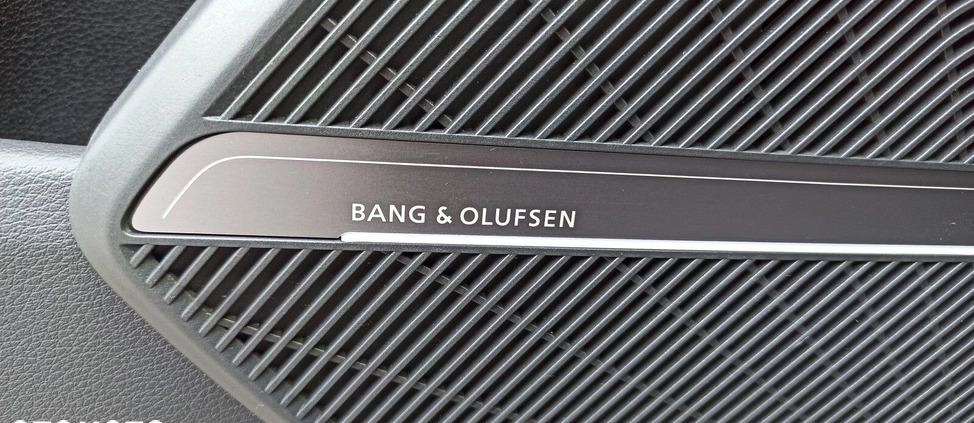 BANG & OLUFSEN